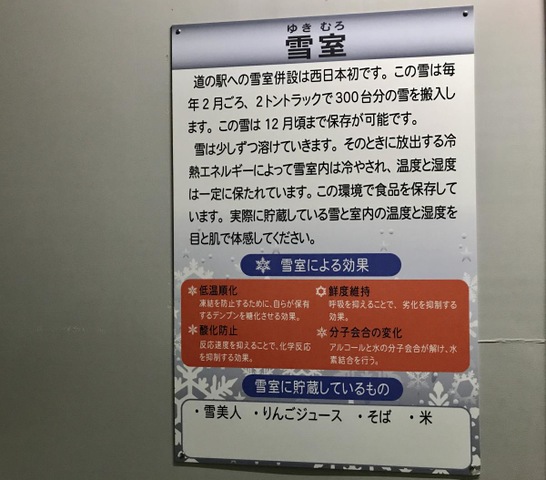 ゆき むろ
雪室
道の駅への雪室併設は西日本初です。この雪は毎
年２月ごろ、２トントラックで300台分の雪を搬入し
ます。この雪は12月頃まで保存が可能です。
雪は少しずつ溶けていきます。そのときに放出する冷
熱エネルギーによって雪室内は冷やされ、温度と湿度
は一定に保たれています。この環境で食品を保存して
います。実際に貯蔵している雪と室内の温度と湿度を
目と肌で体感してください。
雪室による効果
低温順化
凍結を防止するために、自らが保有
するデンプンを糖化させる効果。
鮮度維持
呼吸を抑えることで、劣化を抑制する
効果。
酸化防止
反応速度を抑えることで、化学反応
を抑制する効果。
分子会合の変化
アルコールと水の分子会合が解け、水
素結合を行う。
雪室に貯蔵しているもの
・雪美人 ・りんごジュース ・そば ・米